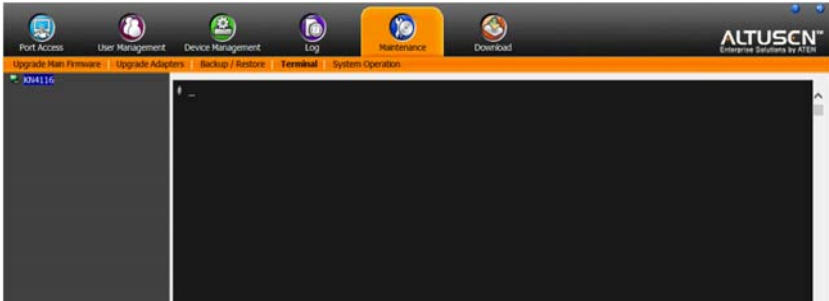 Port Access User Management Device Management Log Maintenance Download
ALTUSEN™
Enterprise Solutions by ATEN
Upgrade Main Firmware | Upgrade Adapters | Backup / Restore | Terminal | System Operation
KN4116
# _